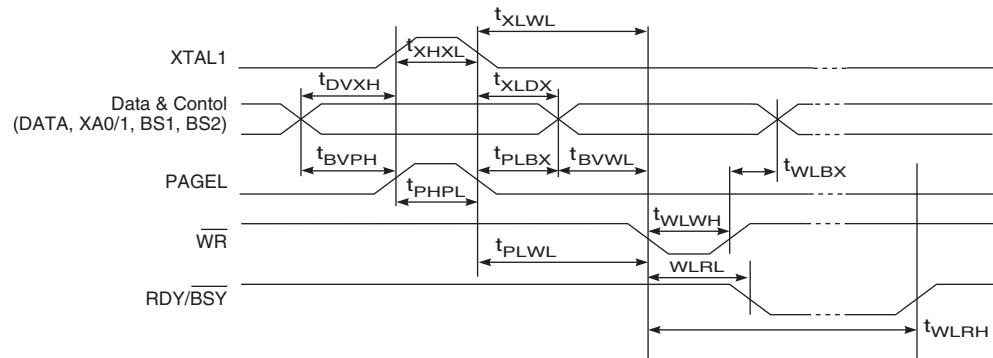 tXLWL
XTAL1
tXHXL
tDVXH
tXLDX
Data & Contol
(DATA, XA0/1, BS1, BS2)
tBVPH
tPLBX
tBVWL
tWLBX
PAGEL
tPHPL
tWLWH
WR
tPLWL
WLRL
RDY/BSY
tWLRH